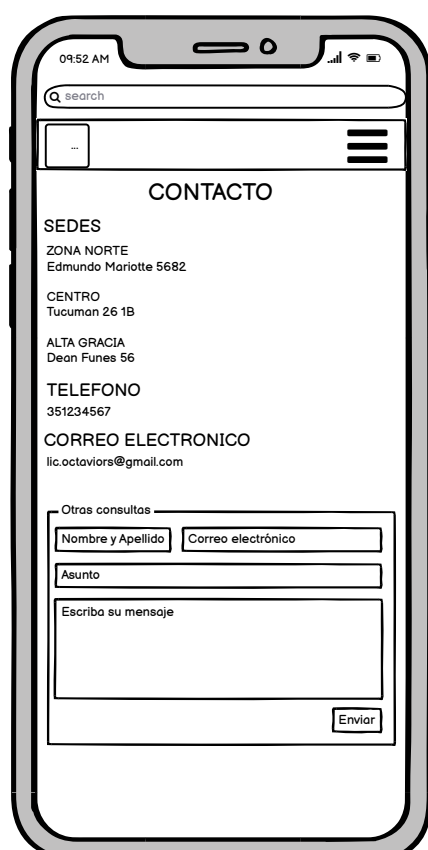 09:52 AM
search
...
CONTACTO
SEDES
ZONA NORTE
Edmundo Mariotte 5682
CENTRO
Tucuman 26 1B
ALTA GRACIA
Dean Funes 56
TELEFONO
351234567
CORREO ELECTRONICO
lic.octaviors@gmail.com
Otras consultas
Nombre y Apellido Correo electrónico
Asunto
Escriba su mensaje
Enviar